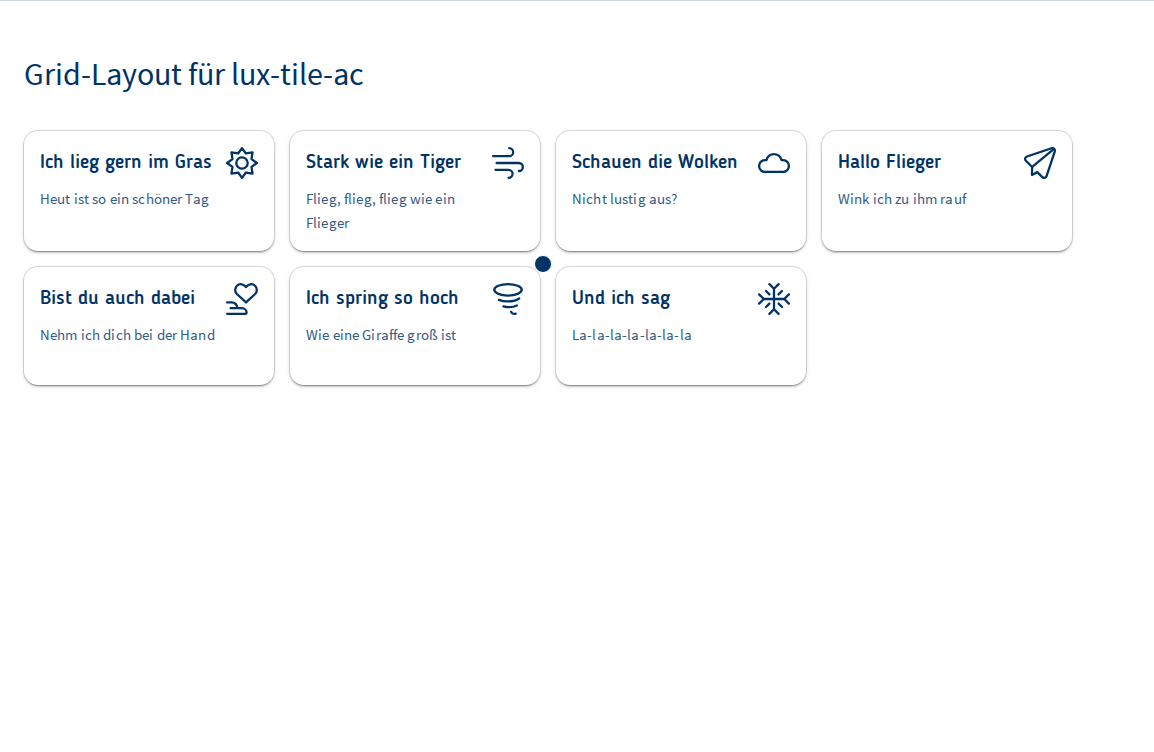 Grid-Layout für lux-tile-ac
Ich lieg gern im Gras
Heut ist so ein schöner Tag
Stark wie ein Tiger
Flieg, flieg, flieg wie ein
Flieger
Schauen die Wolken
Nicht lustig aus?
Hallo Flieger
Wink ich zu ihm rauf
Bist du auch dabei
Nehm ich dich bei der Hand
Ich spring so hoch
Wie eine Giraffe groß ist
Und ich sag
La-la-la-la-la-la-la